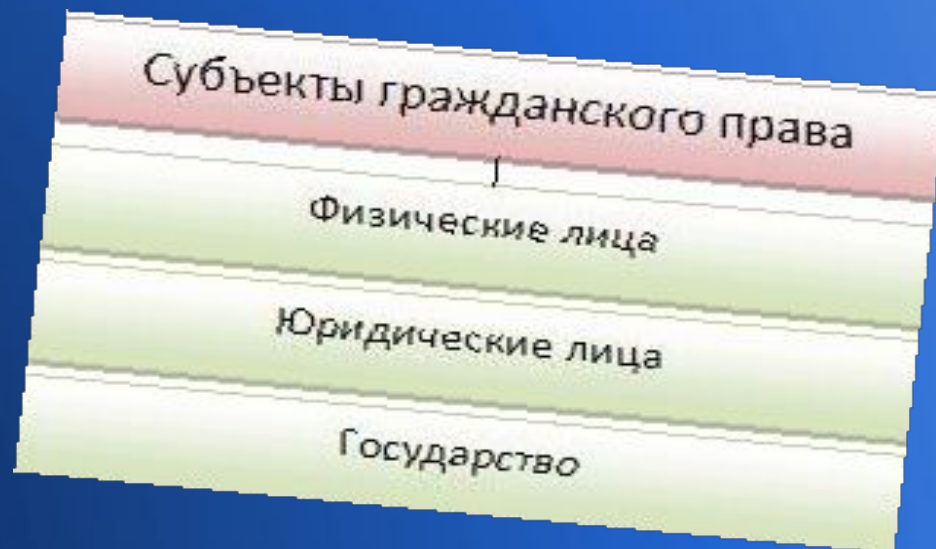 Субъекты гражданского права
Физические лица
Юридические лица
Государство